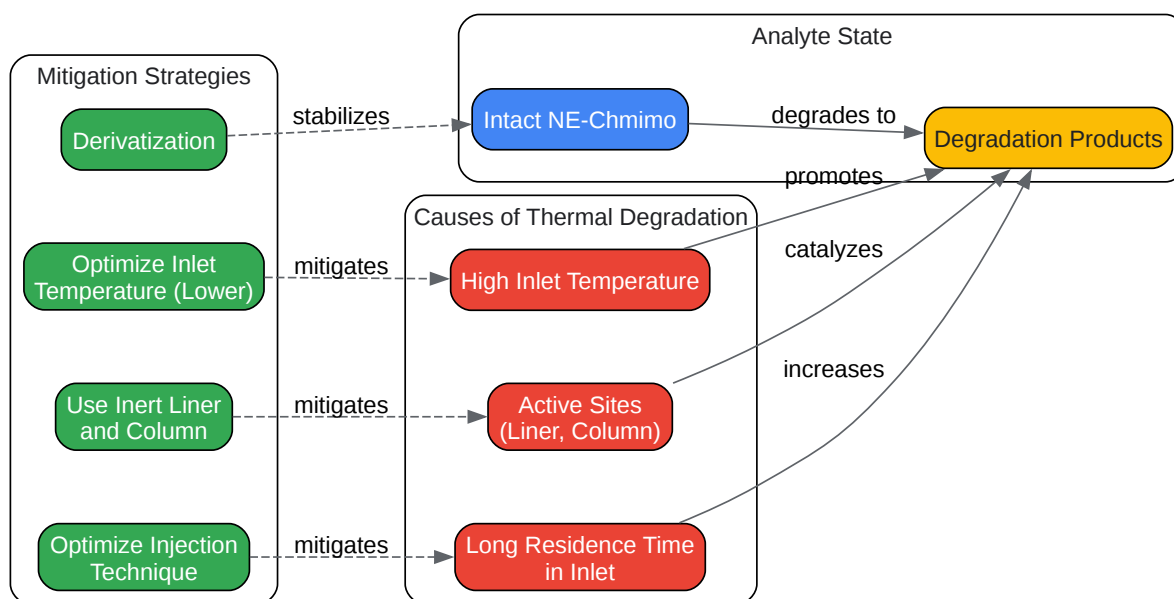 Analyte State
Mitigation Strategies
Derivatization
stabilizes
Intact NE-Chmimo
degrades to
Degradation Products
promotes
Causes of Thermal Degradation
Optimize Inlet
Temperature (Lower)
mitigates
High Inlet Temperature
catalyzes
increases
Use Inert Liner
and Column
mitigates
Active Sites
(Liner, Column)
Optimize Injection
Technique
mitigates
Long Residence Time
in Inlet